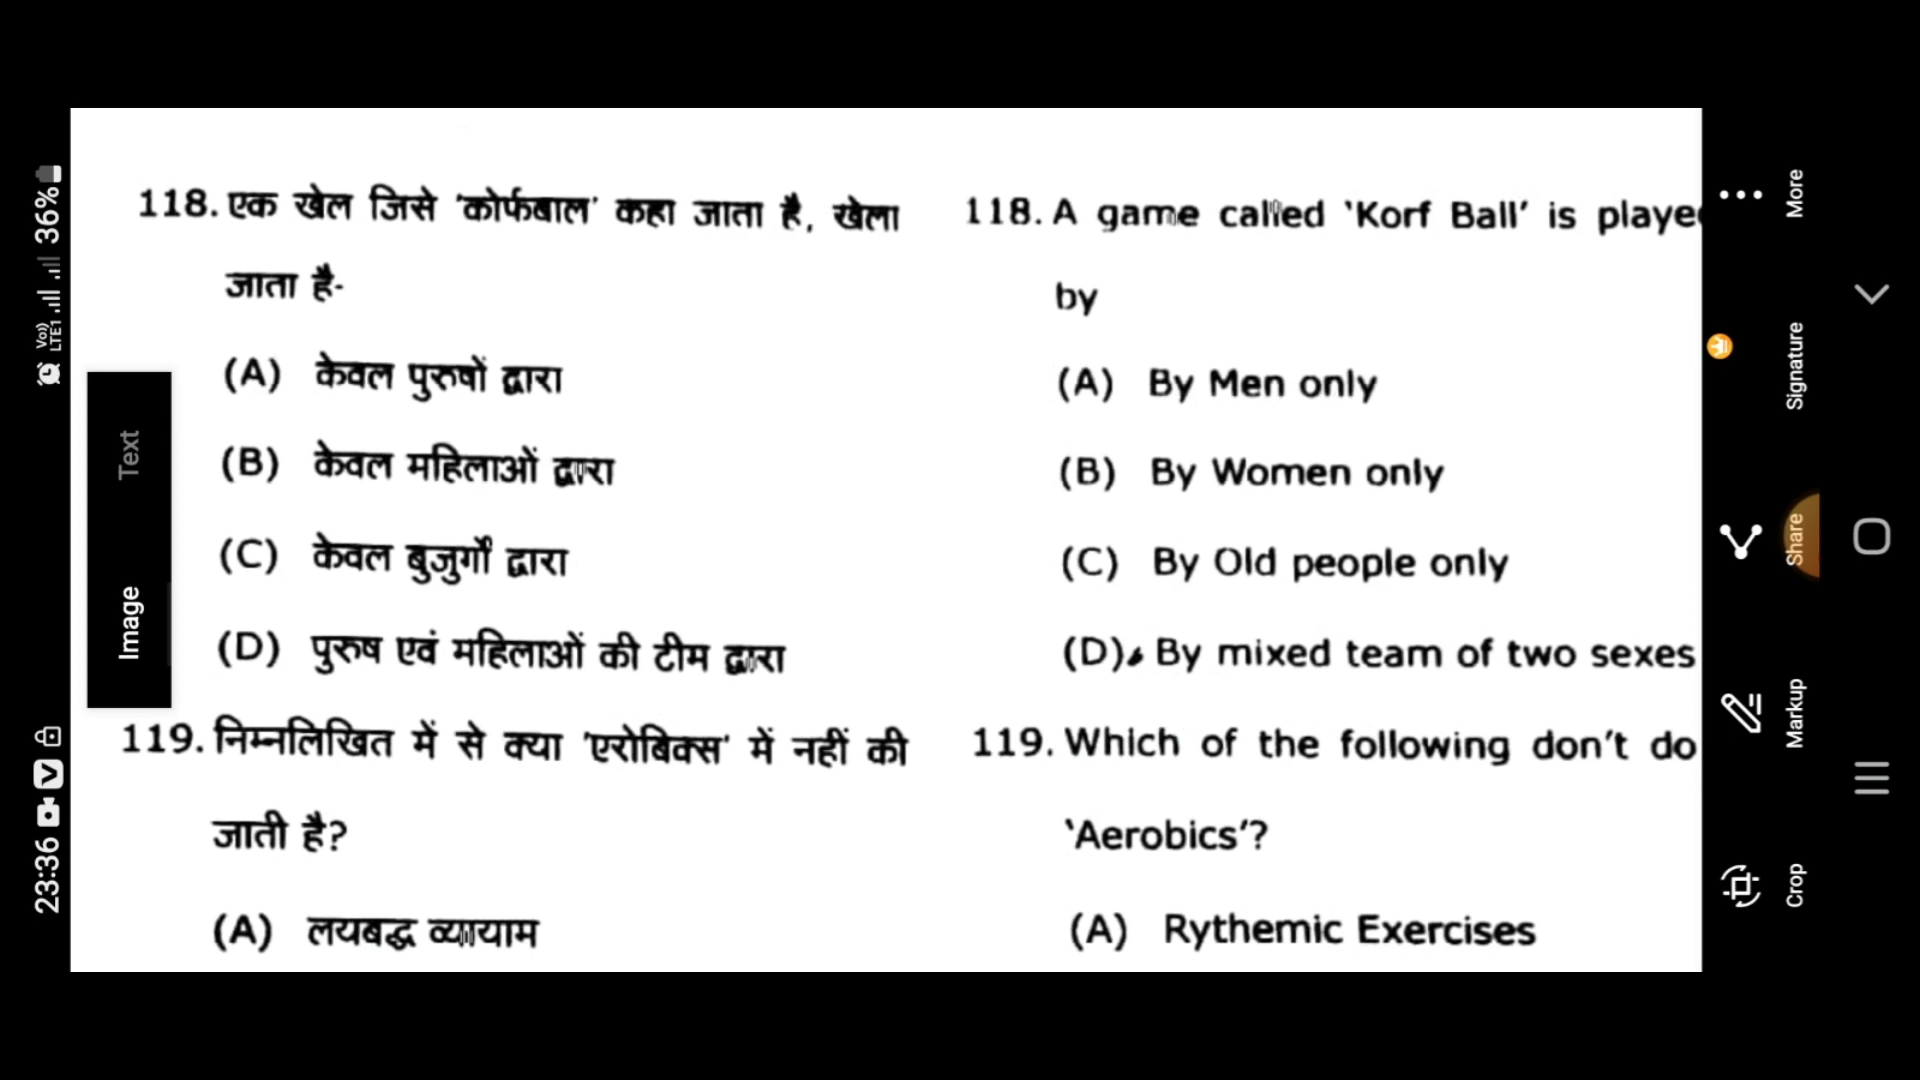 118. एक खेल जिसे 'कोर्फबाल' कहा जाता है, खेला
जाता है-
(A) केवल पुरुषों द्वारा
(B) केवल महिलाओं द्वारा
(C) केवल बुजुर्गों द्वारा
(D) पुरुष एवं महिलाओं की टीम द्वारा
119. निम्नलिखित में से क्या 'एरोबिक्स' में नहीं की
जाती है?
(A) लयबद्ध व्यायाम
118. A game called 'Korf Ball' is played
by
(A) By Men only
(B) By Women only
(C) By Old people only
(D) By mixed team of two sexes
119. Which of the following don't do
'Aerobics'?
(A) Rythemic Exercises
23:36
Vo))
LTE1
36%
Image
Text
More
Signature
Share
Markup
Crop